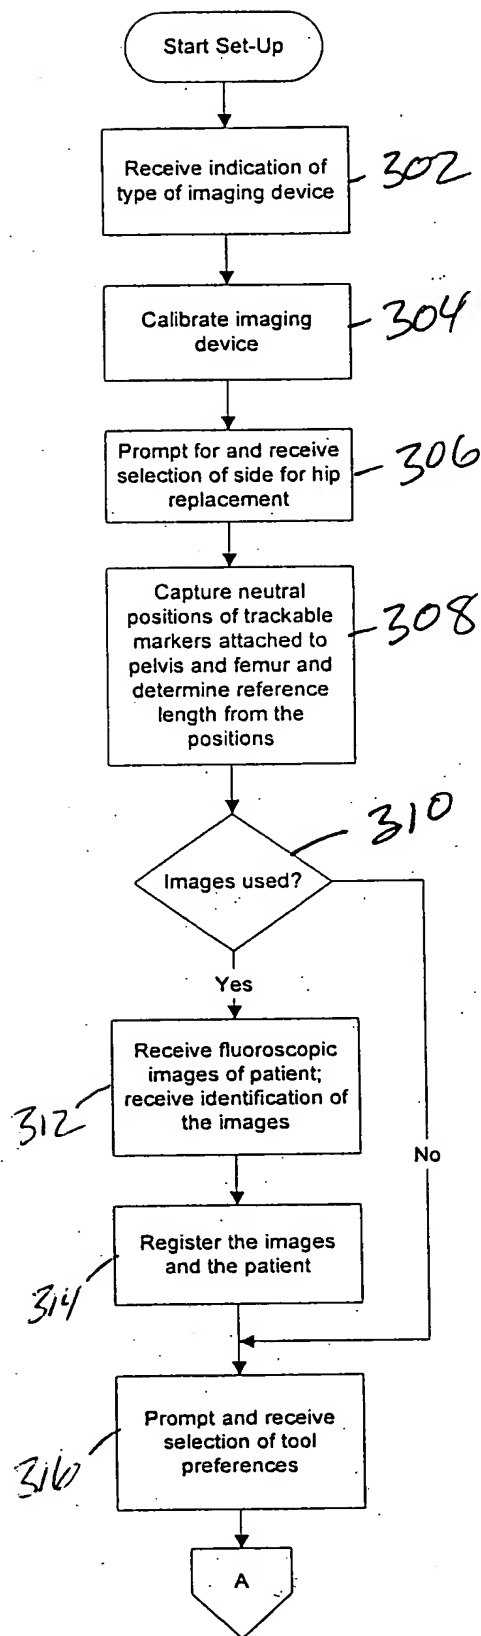 Start Set-Up
Receive indication of
type of imaging device
302
Calibrate imaging
device
304
Prompt for and receive
selection of side for hip
replacement
306
Capture neutral
positions of trackable
markers attached to
pelvis and femur and
determine reference
length from the
positions
308
310
Images used?
Yes
No
Receive fluoroscopic
images of patient;
receive identification of
the images
312
Register the images
and the patient
314
Prompt and receive
selection of tool
preferences
316
A